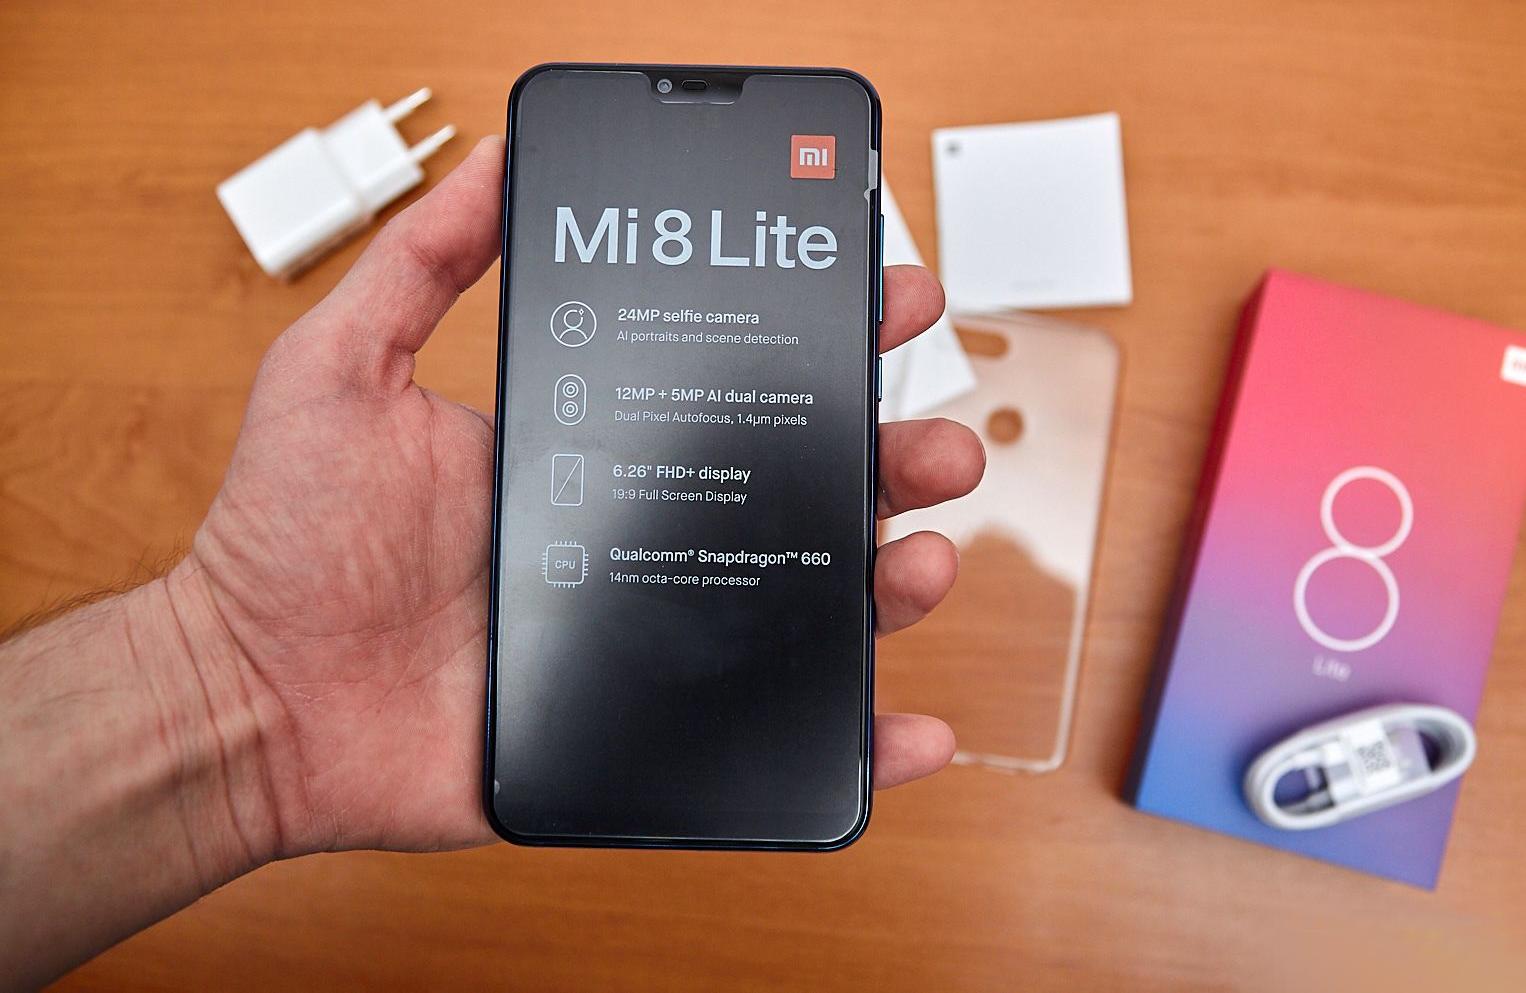 mi
Mi 8 Lite
24MP selfie camera
AI portraits and scene detection
12MP + 5MP AI dual camera
Dual Pixel Autofocus, 1.4μm pixels
6.26" FHD+ display
19:9 Full Screen Display
CPU
Qualcomm® Snapdragon™ 660
14nm octa-core processor
8
Lite